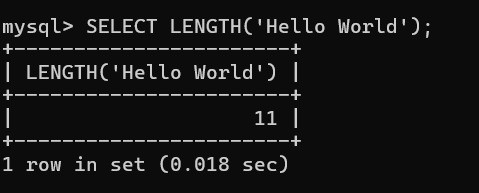 mysql> SELECT LENGTH('Hello World');
+-----------------------+
| LENGTH('Hello World') |
+-----------------------+
|                    11 |
+-----------------------+
1 row in set (0.018 sec)